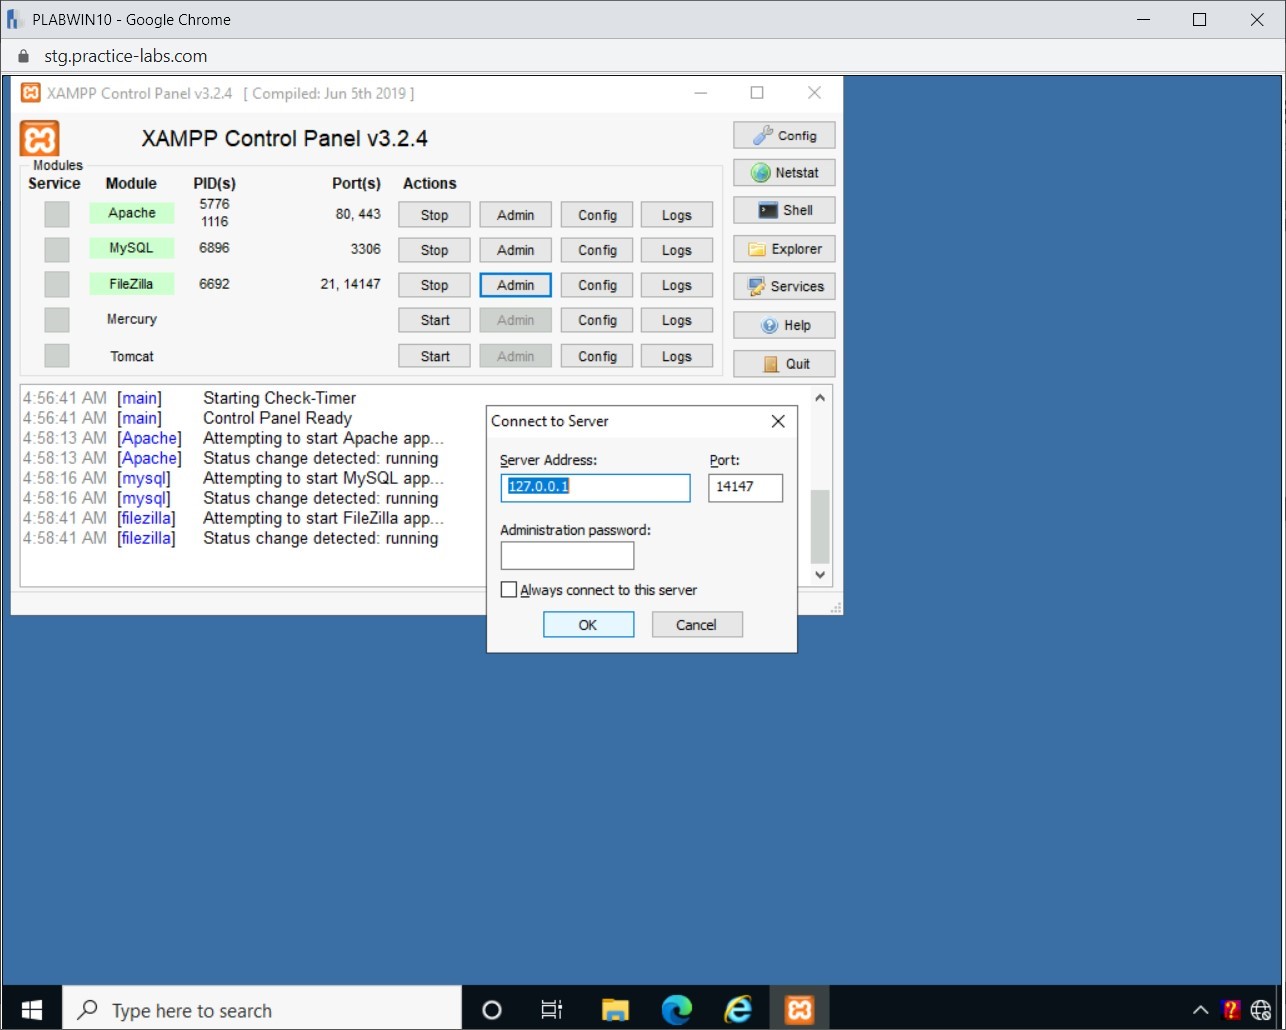 PLABWIN10 - Google Chrome
stg.practice-labs.com
XAMPP Control Panel v3.2.4 [ Compiled: Jun 5th 2019 ]
XAMPP Control Panel v3.2.4
Config
Modules
Service Module PID(s) Port(s) Actions
Netstat
Apache 5776 1116 80, 443 Stop Admin Config Logs
Shell
MySQL 6896 3306 Stop Admin Config Logs
Explorer
FileZilla 6692 21, 14147 Stop Admin Config Logs
Services
Mercury Start Admin Config Logs
Help
Tomcat Start Admin Config Logs
Quit
4:56:41 AM [main] Starting Check-Timer
4:56:41 AM [main] Control Panel Ready
4:58:13 AM [Apache] Attempting to start Apache app...
4:58:13 AM [Apache] Status change detected: running
4:58:16 AM [mysql] Attempting to start MySQL app...
4:58:16 AM [mysql] Status change detected: running
4:58:41 AM [filezilla] Attempting to start FileZilla app...
4:58:41 AM [filezilla] Status change detected: running
Connect to Server
Server Address: Port:
127.0.0.1 14147
Administration password:
Always connect to this server
OK Cancel
Type here to search